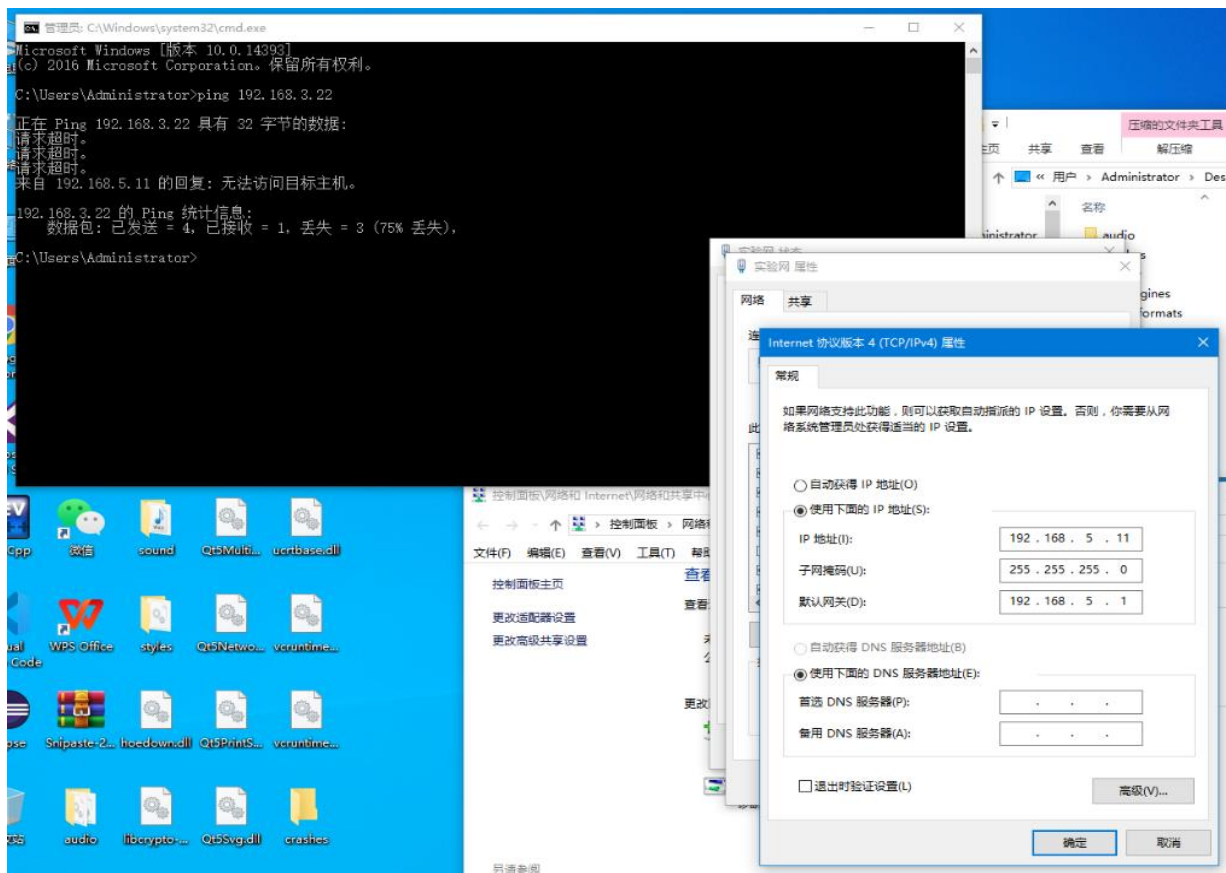 管理员: C:\Windows\system32\cmd.exe
Microsoft Windows [版本 10.0.14393]
(c) 2016 Microsoft Corporation。保留所有权利。
C:\Users\Administrator>ping 192.168.3.22
正在 Ping 192.168.3.22 具有 32 字节的数据:
请求超时。
请求超时。
请求超时。
来自 192.168.5.11 的回复: 无法访问目标主机。
192.168.3.22 的 Ping 统计信息:
数据包: 已发送 = 4, 已接收 = 1, 丢失 = 3 (75% 丢失),
C:\Users\Administrator>
压缩的文件夹工具
共享 查看 解压缩
« 用户 › Administrator › Des
名称
audio
实验网 状态
实验网 属性
网络 共享
Internet 协议版本 4 (TCP/IPv4) 属性
常规
如果网络支持此功能，则可以获取自动指派的 IP 设置。否则，你需要从网
络系统管理员处获得适当的 IP 设置。
自动获得 IP 地址(O)
使用下面的 IP 地址(S):
IP 地址(I): 192 . 168 . 5 . 11
子网掩码(U): 255 . 255 . 255 . 0
默认网关(D): 192 . 168 . 5 . 1
自动获得 DNS 服务器地址(B)
使用下面的 DNS 服务器地址(E):
首选 DNS 服务器(P):
备用 DNS 服务器(A):
退出时验证设置(L)
高级(V)...
确定 取消
控制面板\网络和 Internet\网络和共享中
› 控制面板 ›
文件(F) 编辑(E) 查看(V) 工具(T)
控制面板主页
更改适配器设置
更改高级共享设置
另请参阅
微信 sound Qt5Multi... ucrtbase.dll
WPS Office styles Qt5Netwo... vcruntime...
Code
Snipaste-2... hoedown.dll Qt5PrintS... vcruntime...
audio libcrypto-... Qt5Svg.dll crashes